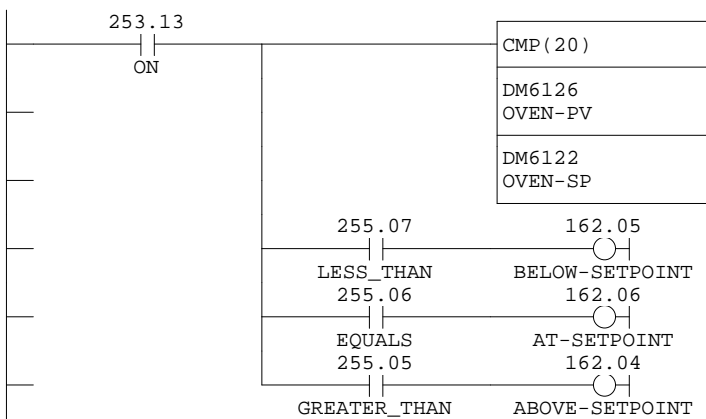 253.13
ON
CMP(20)
DM6126
OVEN-PV
DM6122
OVEN-SP
255.07 162.05
LESS_THAN BELOW-SETPOINT
255.06 162.06
EQUALS AT-SETPOINT
255.05 162.04
GREATER_THAN ABOVE-SETPOINT